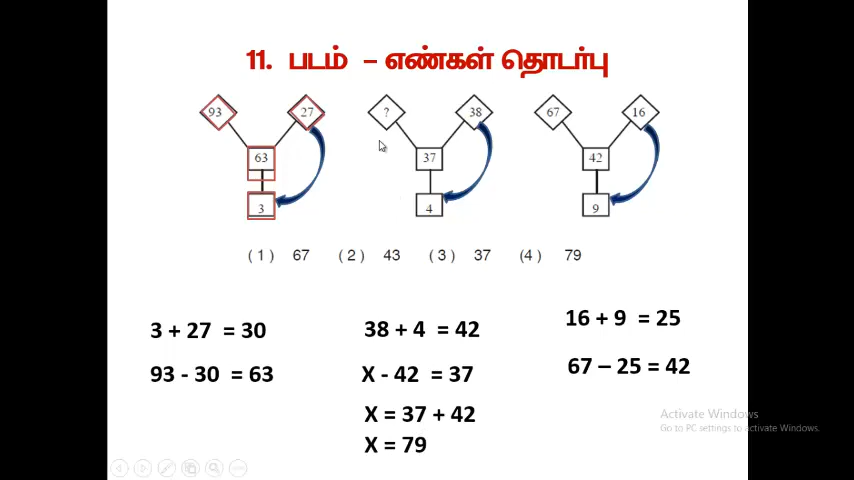 11. படம் – எண்கள் தொடர்பு
93 27 ? 38 67 16
63 37 42
3 4 9
(1) 67 (2) 43 (3) 37 (4) 79
3 + 27 = 30 38 + 4 = 42 16 + 9 = 25
93 - 30 = 63 X - 42 = 37 67 – 25 = 42
X = 37 + 42
X = 79
Activate Windows
Go to PC settings to activate Windows.